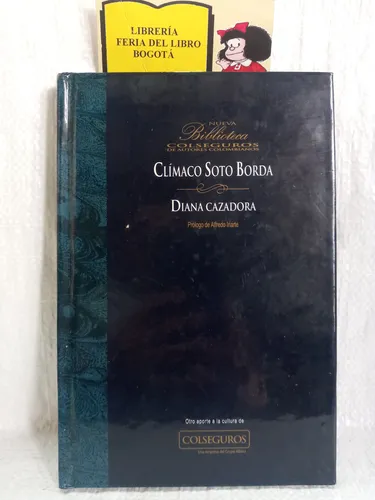 LIBRERÍA
FERIA DEL LIBRO
BOGOTÁ
NUEVA
Biblioteca
COLSEGUROS
DE AUTORES COLOMBIANOS
CLÍMACO SOTO BORDA
DIANA CAZADORA
Prólogo de Alfredo Iriarte
Otro aporte a la cultura de
COLSEGUROS